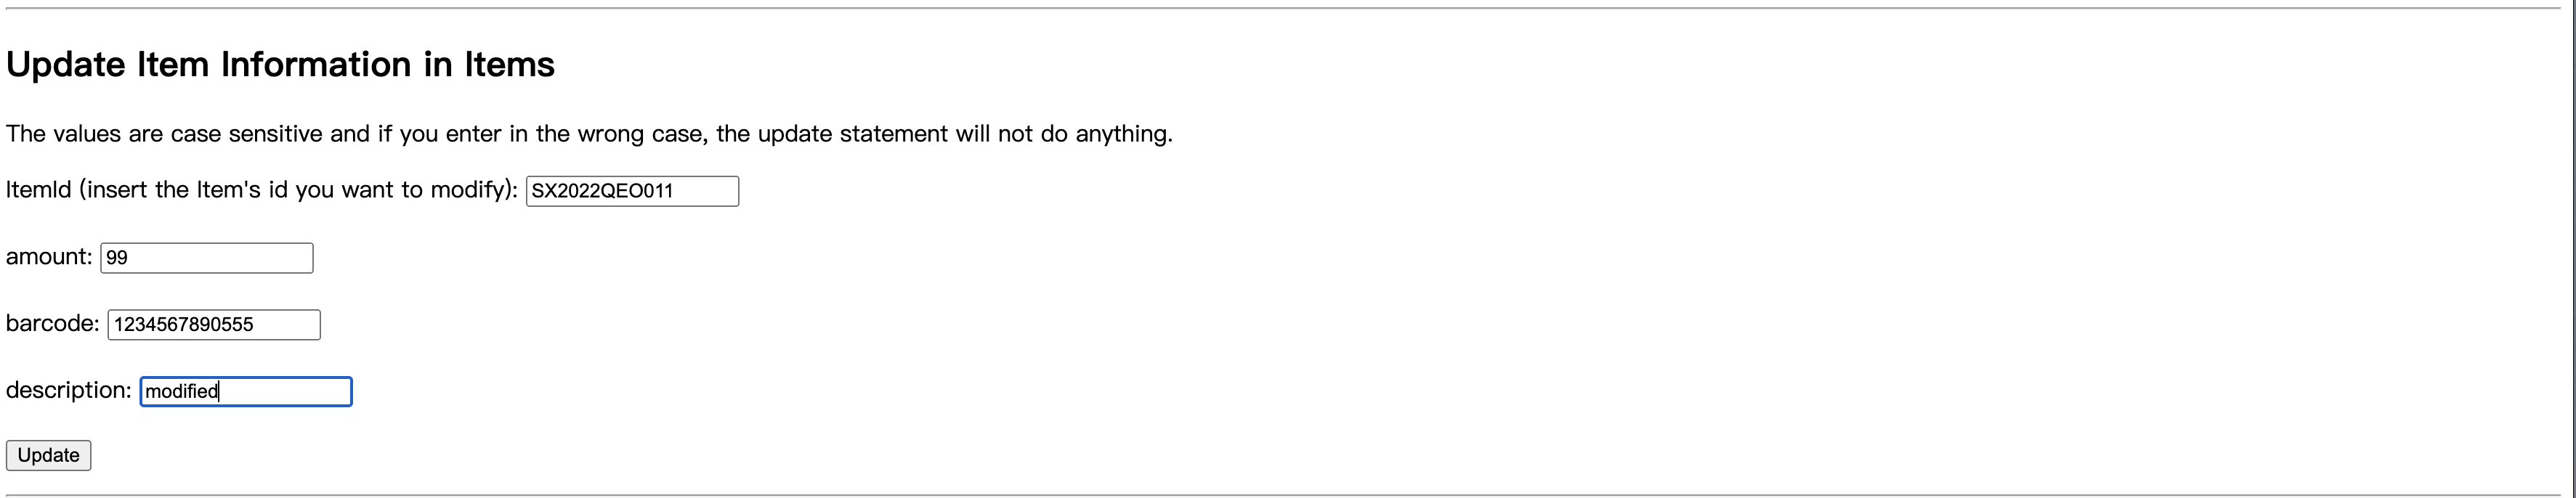 Update Item Information in Items
The values are case sensitive and if you enter in the wrong case, the update statement will not do anything.
ItemId (insert the Item's id you want to modify): SX2022QEO011
amount: 99
barcode: 1234567890555
description: modified
Update